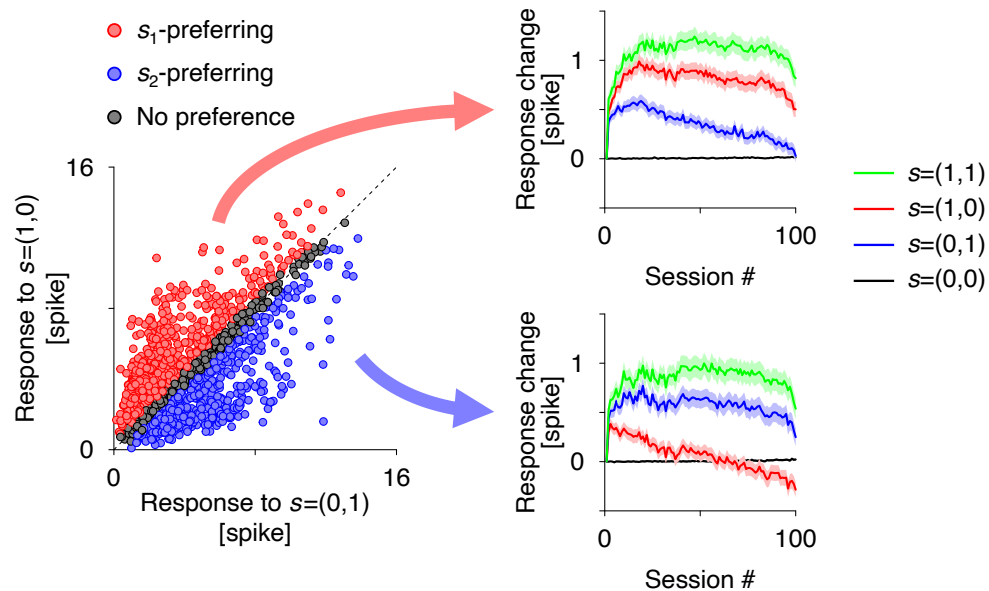 s₁-preferring
s₂-preferring
No preference
16
0
0
16
Response to s=(1,0)
[spike]
Response to s=(0,1)
[spike]
Response change
[spike]
1
0
0
100
Session #
s=(1,1)
s=(1,0)
s=(0,1)
s=(0,0)
Response change
[spike]
1
0
0
100
Session #